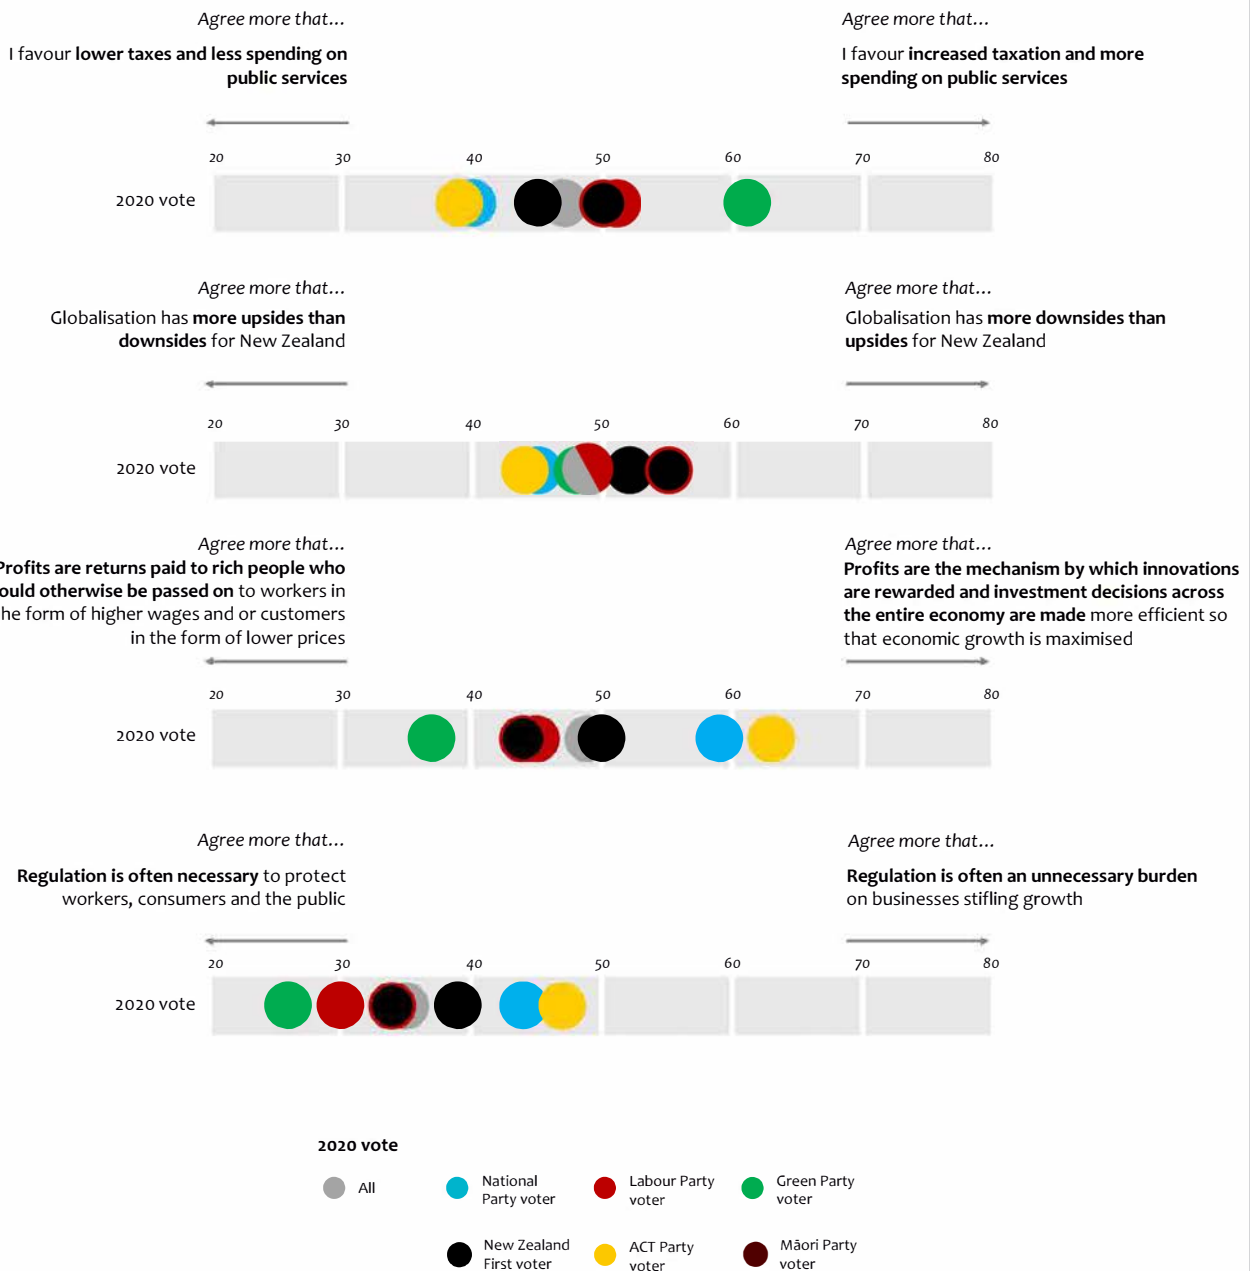 Agree more that...
Agree more that...
I favour lower taxes and less spending on
public services
I favour increased taxation and more
spending on public services
20 30 40 50 60 70 80
2020 vote
Agree more that...
Agree more that...
Globalisation has more upsides than
downsides for New Zealand
Globalisation has more downsides than
upsides for New Zealand
20 30 40 50 60 70 80
2020 vote
Agree more that...
Agree more that...
Profits are returns paid to rich people who
ould otherwise be passed on to workers in
he form of higher wages and or customers
in the form of lower prices
Profits are the mechanism by which innovations
are rewarded and investment decisions across
the entire economy are made more efficient so
that economic growth is maximised
20 30 40 50 60 70 80
2020 vote
Agree more that...
Agree more that...
Regulation is often necessary to protect
workers, consumers and the public
Regulation is often an unnecessary burden
on businesses stifling growth
20 30 40 50 60 70 80
2020 vote
2020 vote
All
National
Party voter
Labour Party
voter
Green Party
voter
New Zealand
First voter
ACT Party
voter
Māori Party
voter